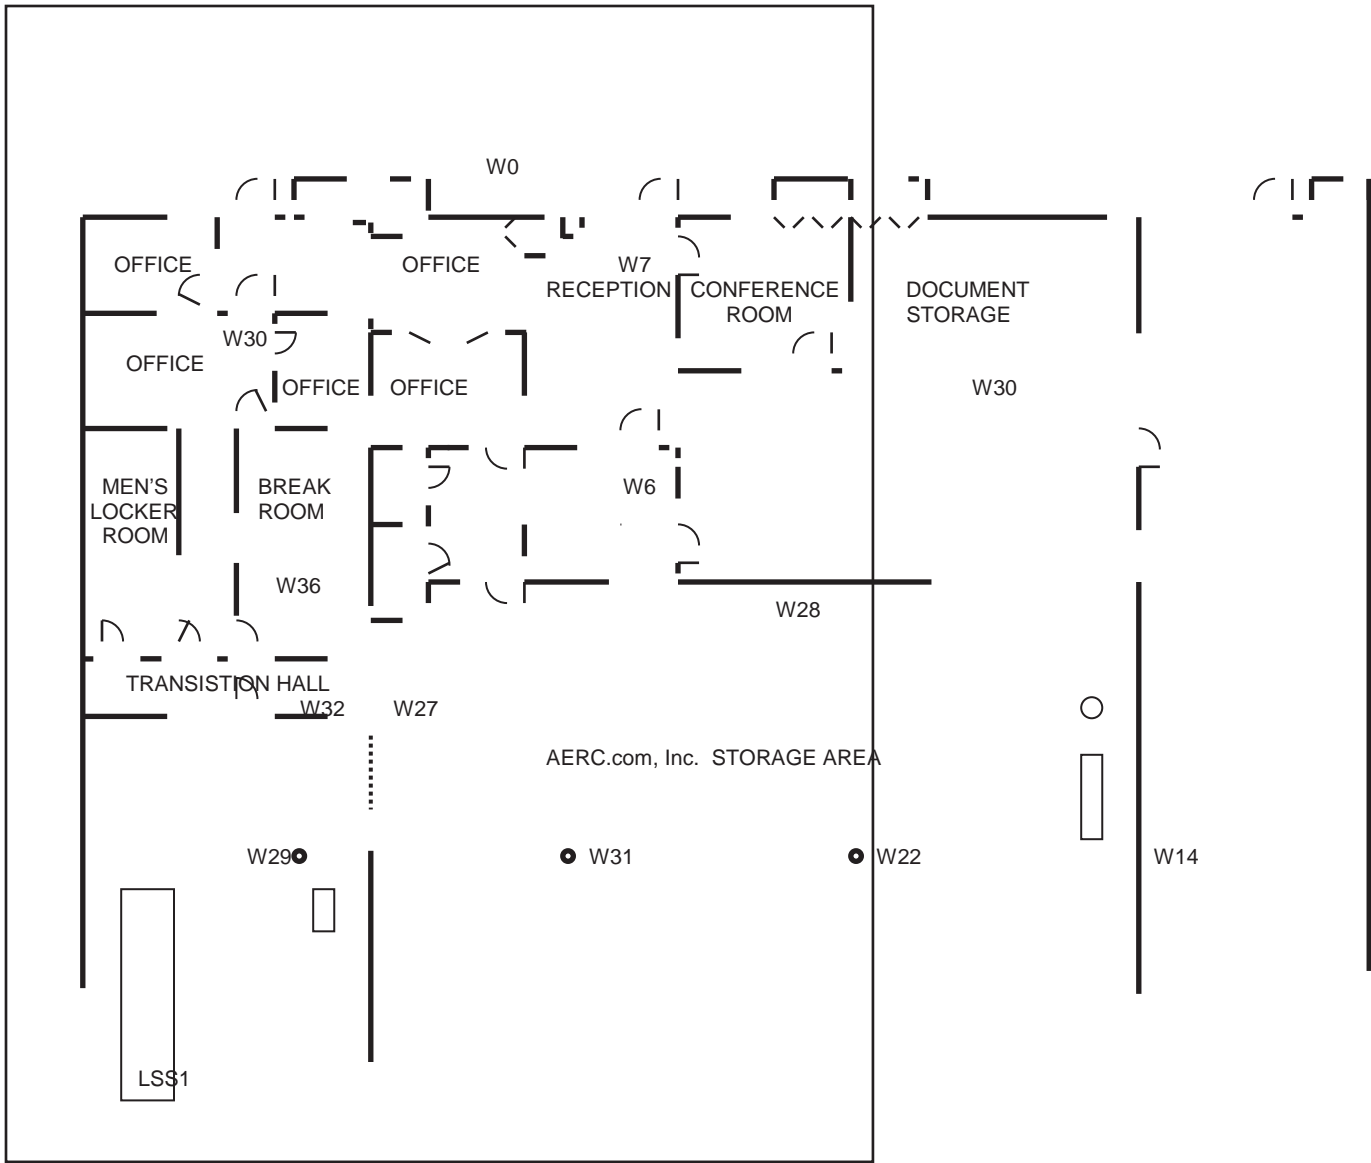 W0
OFFICE
OFFICE
W7
RECEPTION
CONFERENCE
ROOM
DOCUMENT
STORAGE
W30
OFFICE
OFFICE
OFFICE
W30
MEN'S
LOCKER
ROOM
BREAK
ROOM
W6
W36
W28
TRANSISTION HALL
W32
W27
AERC.com, Inc. STORAGE AREA
W29
W31
W22
W14
LSS1